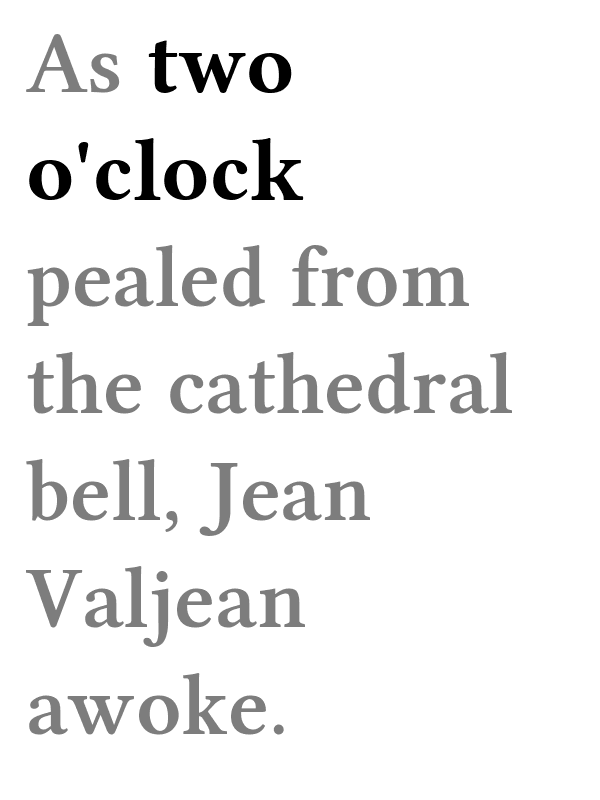 As two
o'clock
pealed from
the cathedral
bell, Jean
Valjean
awoke.